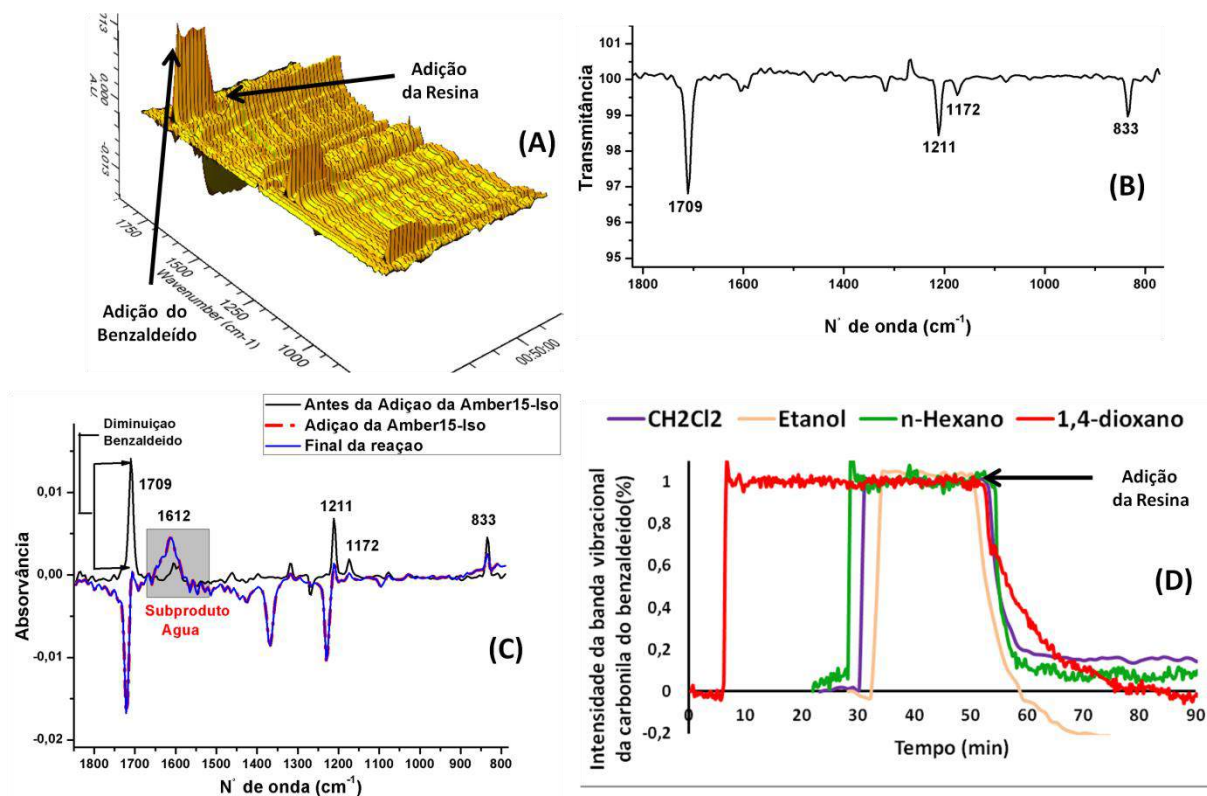 0.013
0.000
A.U.
-0.013
Adição
da Resina
(A)
1750
1500
1250
1000
Wavenumber (cm-1)
00:50:00
Adição do
Benzaldeído
101
100
99
98
97
96
95
Transmitância
1709
1211
1172
833
(B)
1800 1600 1400 1200 1000 800
N˙ de onda (cm-1)
Antes da Adiçao da Amber15-Iso
Adiçao da Amber15-Iso
Final da reaçao
Diminuiçao
Benzaldeido
0,01
0,00
-0,01
-0,02
Absorvância
1709
1612
1211
1172
833
Subproduto
Agua
(C)
1800 1700 1600 1500 1400 1300 1200 1100 1000 900 800
N˙ de onda (cm-1)
CH2Cl2 Etanol n-Hexano 1,4-dioxano
Intensidade da banda vibracional
da carbonila do benzaldeído(%)
1
0,8
0,6
0,4
0,2
0
-0,2
Adição
da Resina
(D)
0 10 20 30 40 50 60 70 80 90
Tempo (min)